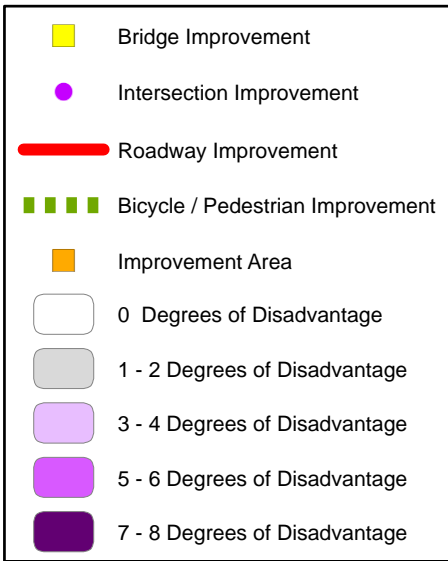 Bridge Improvement
Intersection Improvement
Roadway Improvement
Bicycle / Pedestrian Improvement
Improvement Area
0 Degrees of Disadvantage
1 - 2 Degrees of Disadvantage
3 - 4 Degrees of Disadvantage
5 - 6 Degrees of Disadvantage
7 - 8 Degrees of Disadvantage